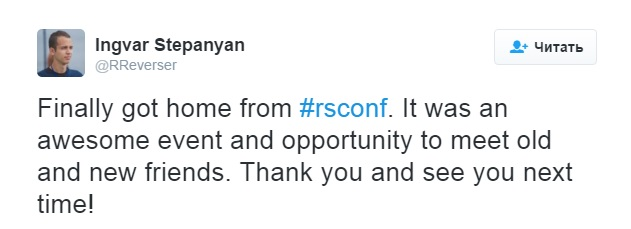 Ingvar Stepanyan
@RReverser
Читать
Finally got home from #rsconf. It was an
awesome event and opportunity to meet old
and new friends. Thank you and see you next
time!